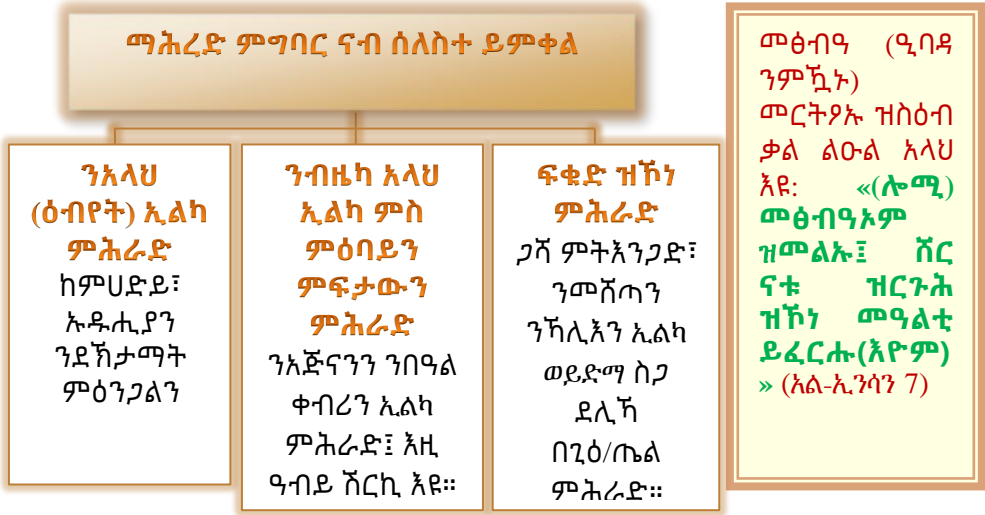 ማሕረድ ምግባር ናብ ሰለስተ ይምቀል
ንአላህ
(ዕብየት) ኢልካ
ምሕራድ
ከምሀድይ፣
ኡዱሒያን
ንደኽታማት
ምዕንጋልን
ንብዜካ አላህ
ኢልካ ምስ
ምዕባይን
ምፍታውን
ምሕራድ
ንአጅናንን ንበዓል
ቀብሪን ኢልካ
ምሕራድ፤ እዚ
ዓብይ ሽርኪ እዩ።
ፍቁድ ዝኾነ
ምሕራድ
ጋሻ ምትእንጋድ፣
ንመሸጣን
ንኻሊእን ኢልካ
ወይድማ ስጋ
ደሊኻ
በጊዕ/ጤል
ምሕራድ።
መፅብዓ (ዒባዳ
ንምዃኑ)
መርትዖኡ ዝስዕብ
ቃል ልዑል አላህ
እዩ: «(ሎሚ)
መፅብዓኦም
ዝመልኡ፤ ሸር
ናቱ ዝርጉሕ
ዝኾነ መዓልቲ
ይፈርሑ(እዮም)
» (አል-ኢንሳን 7)